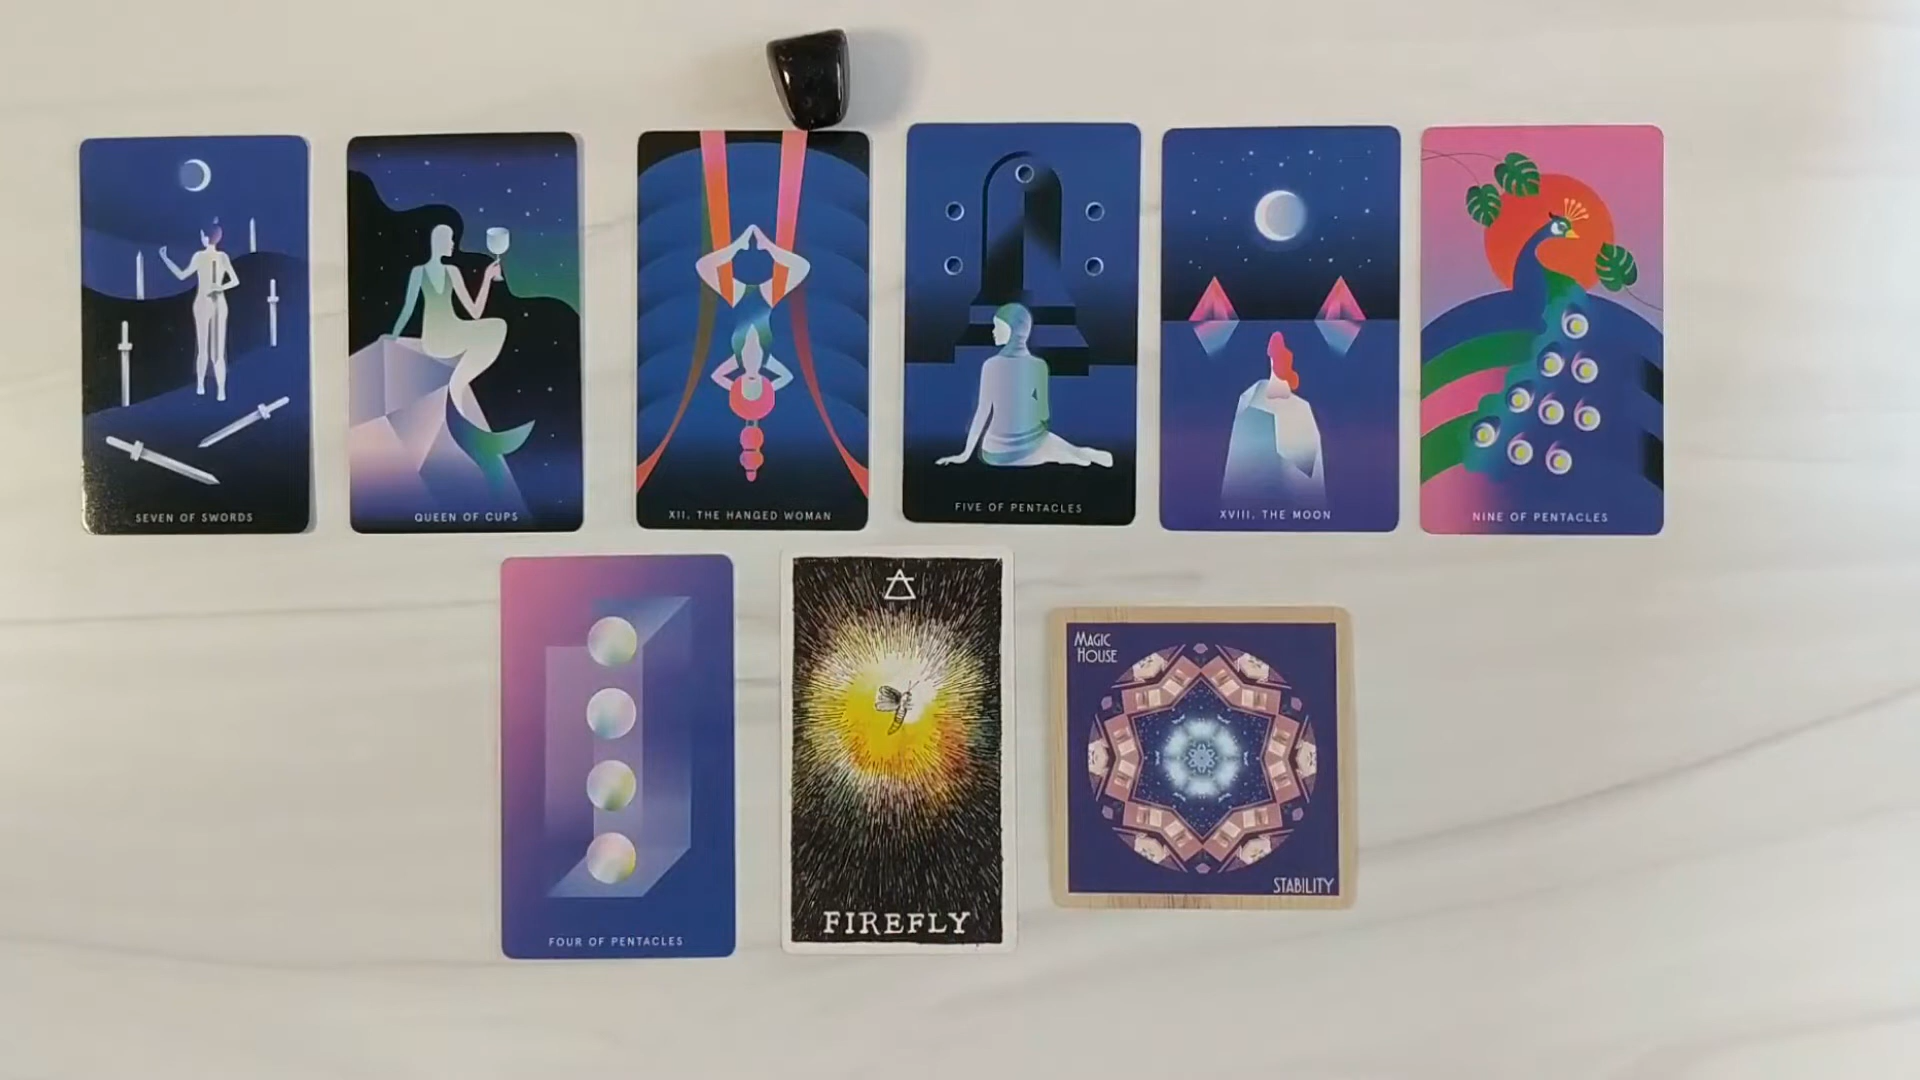 SEVEN OF SWORDS
QUEEN OF CUPS
XII. THE HANGED WOMAN
FIVE OF PENTACLES
XVIII. THE MOON
NINE OF PENTACLES
FOUR OF PENTACLES
FIREFLY
MAGIC
HOUSE
STABILITY